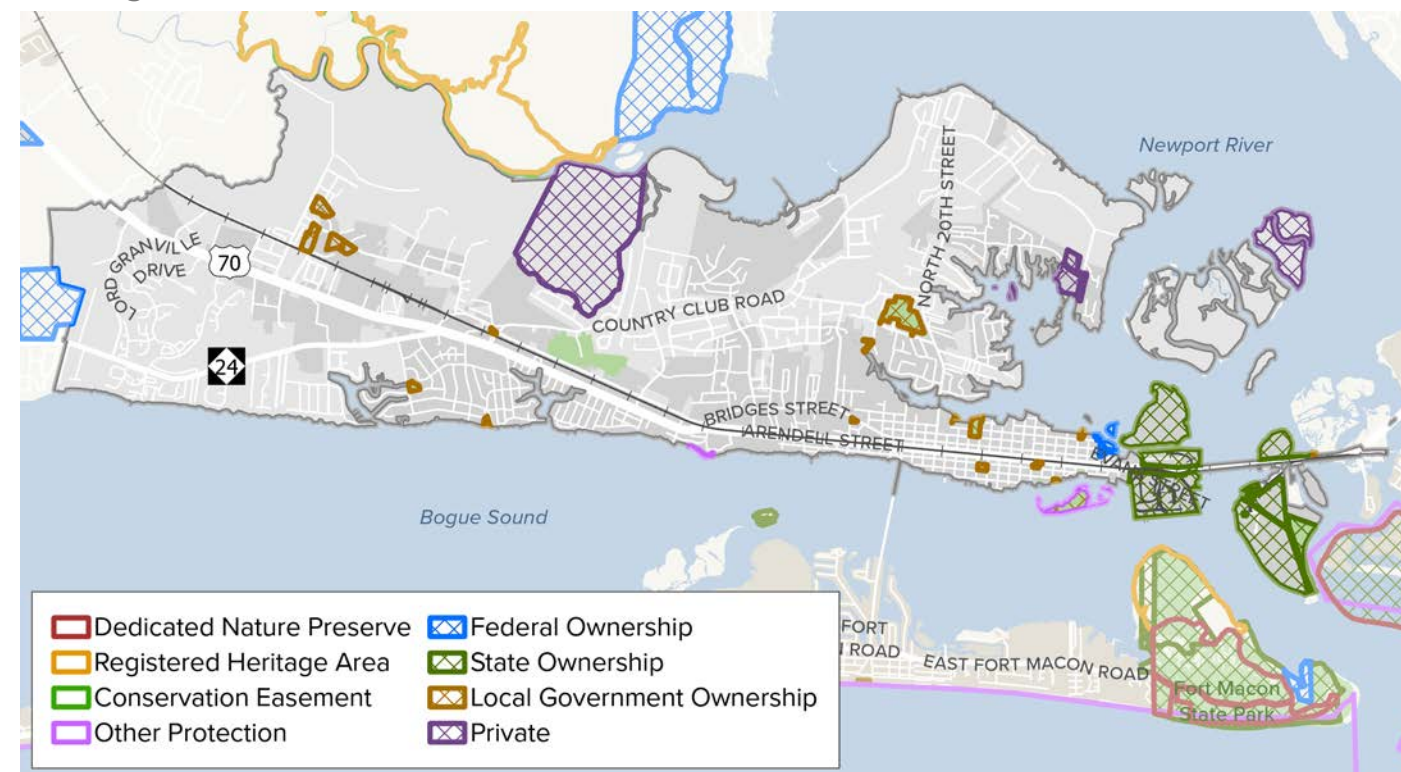 Newport River
NORTH 20TH STREET
LORD GRANVILLE
DRIVE
70
COUNTRY CLUB ROAD
24
BRIDGES STREET
ARENDELL STREET
Bogue Sound
FORT
ROAD
EAST FORT MACON ROAD
Fort Macon
State Park
Dedicated Nature Preserve
Registered Heritage Area
Conservation Easement
Other Protection
Federal Ownership
State Ownership
Local Government Ownership
Private